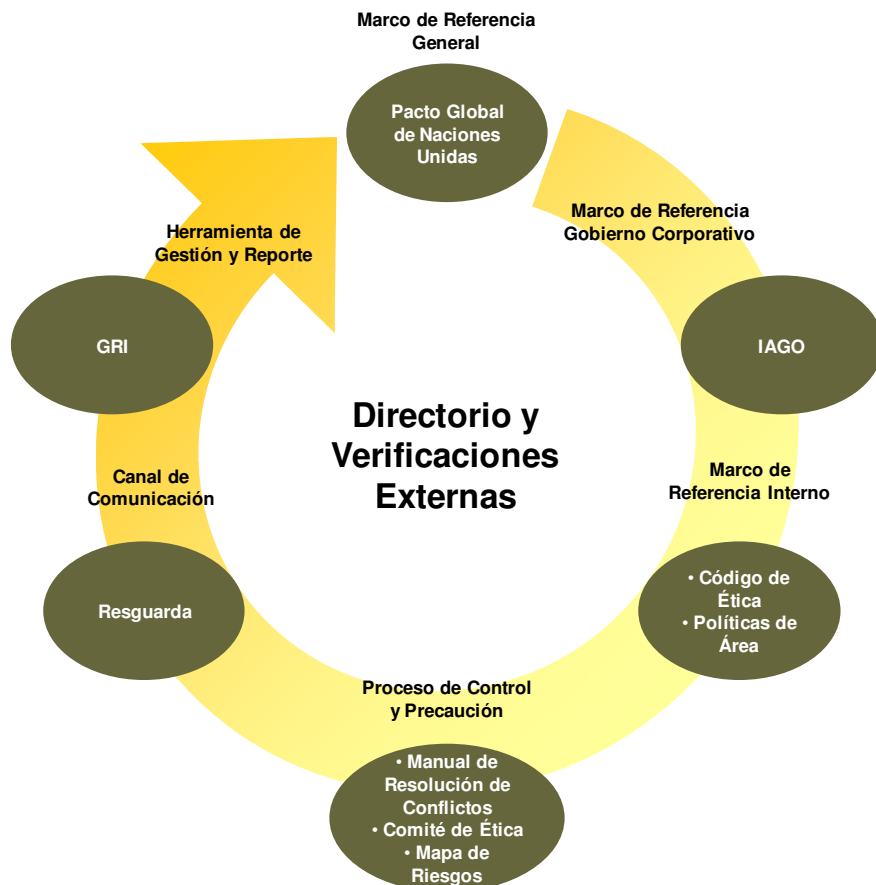 Marco de Referencia
General
Pacto Global
de Naciones
Unidas
Marco de Referencia
Gobierno Corporativo
IAGO
Marco de
Referencia Interno
• Código de
Ética
• Políticas de
Área
Proceso de Control
y Precaución
• Manual de
Resolución de
Conflictos
• Comité de Ética
• Mapa de
Riesgos
Resguarda
Canal de
Comunicación
GRI
Herramienta de
Gestión y Reporte
Directorio y
Verificaciones
Externas